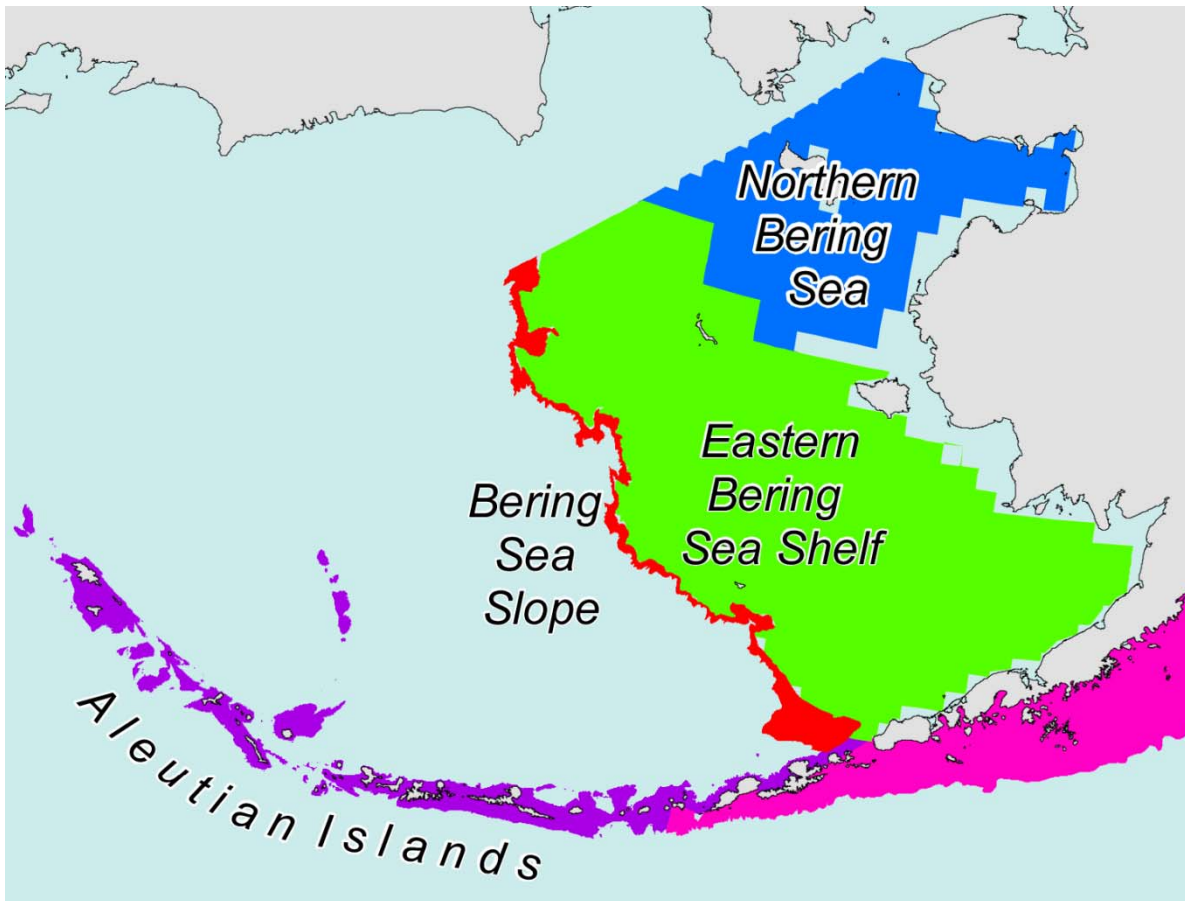 Northern
Bering
Sea
Eastern
Bering
Sea Shelf
Bering
Sea
Slope
Aleutian Islands